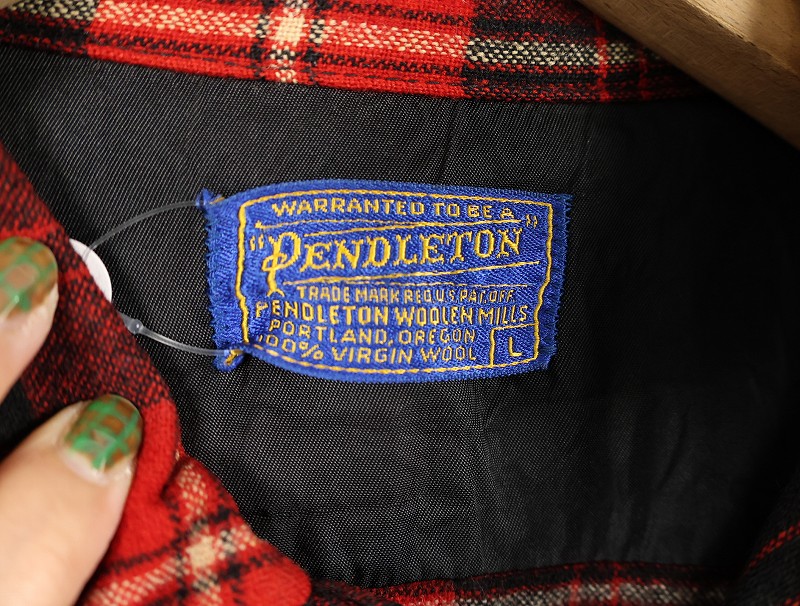 WARRANTED TO BE A
"PENDLETON"
TRADE MARK REG. U.S. PAT. OFF.
PENDLETON WOOLEN MILLS
PORTLAND, OREGON
100% VIRGIN WOOL
L